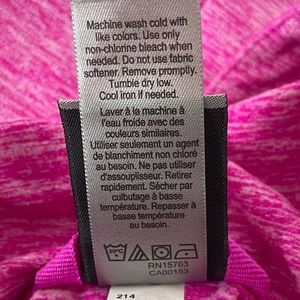 Machine wash cold with
like colors. Use only
non-chlorine bleach when
needed. Do not use fabric
softener. Remove promptly.
Tumble dry low.
Cool iron if needed.
Laver à la machine à
l'eau froide avec des
couleurs similaires.
Utiliser seulement un agent
de blanchiment non chloré
au besoin. Ne pas utiliser
d'assouplissant. Retirer
rapidement. Sécher par
culbutage à basse
température. Repasser à
basse température
au besoin.
30°C
RN15763
CA00153
214